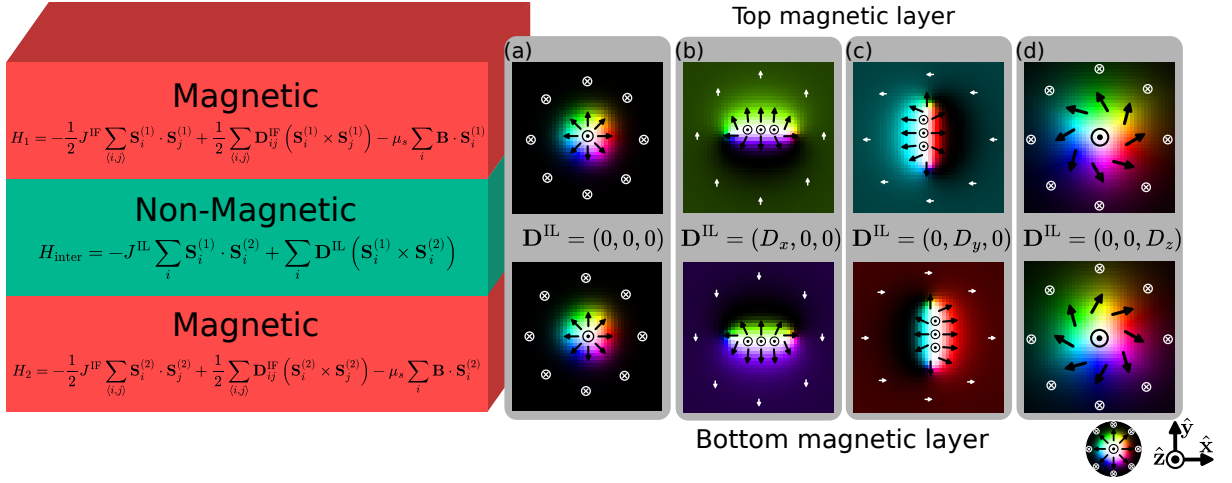 Top magnetic layer
(a)
(b)
(c)
(d)
Magnetic
$H_1 = -\frac{1}{2} J^{\mathrm{IF}} \sum_{\langle i,j \rangle} \mathbf{S}_i^{(1)} \cdot \mathbf{S}_j^{(1)} + \frac{1}{2} \sum_{\langle i,j \rangle} \mathbf{D}_{ij}^{\mathrm{IF}} \left( \mathbf{S}_i^{(1)} \times \mathbf{S}_j^{(1)} \right) - \mu_s \sum_i \mathbf{B} \cdot \mathbf{S}_i^{(1)}$
Non-Magnetic
$H_{\mathrm{inter}} = -J^{\mathrm{IL}} \sum_i \mathbf{S}_i^{(1)} \cdot \mathbf{S}_i^{(2)} + \sum_i \mathbf{D}^{\mathrm{IL}} \left( \mathbf{S}_i^{(1)} \times \mathbf{S}_i^{(2)} \right)$
Magnetic
$H_2 = -\frac{1}{2} J^{\mathrm{IF}} \sum_{\langle i,j \rangle} \mathbf{S}_i^{(2)} \cdot \mathbf{S}_j^{(2)} + \frac{1}{2} \sum_{\langle i,j \rangle} \mathbf{D}_{ij}^{\mathrm{IF}} \left( \mathbf{S}_i^{(2)} \times \mathbf{S}_j^{(2)} \right) - \mu_s \sum_i \mathbf{B} \cdot \mathbf{S}_i^{(2)}$
$\mathbf{D}^{\mathrm{IL}} = (0, 0, 0)$
$\mathbf{D}^{\mathrm{IL}} = (D_x, 0, 0)$
$\mathbf{D}^{\mathrm{IL}} = (0, D_y, 0)$
$\mathbf{D}^{\mathrm{IL}} = (0, 0, D_z)$
Bottom magnetic layer
$\hat{\mathbf{y}}$
$\hat{\mathbf{x}}$
$\hat{\mathbf{z}}$